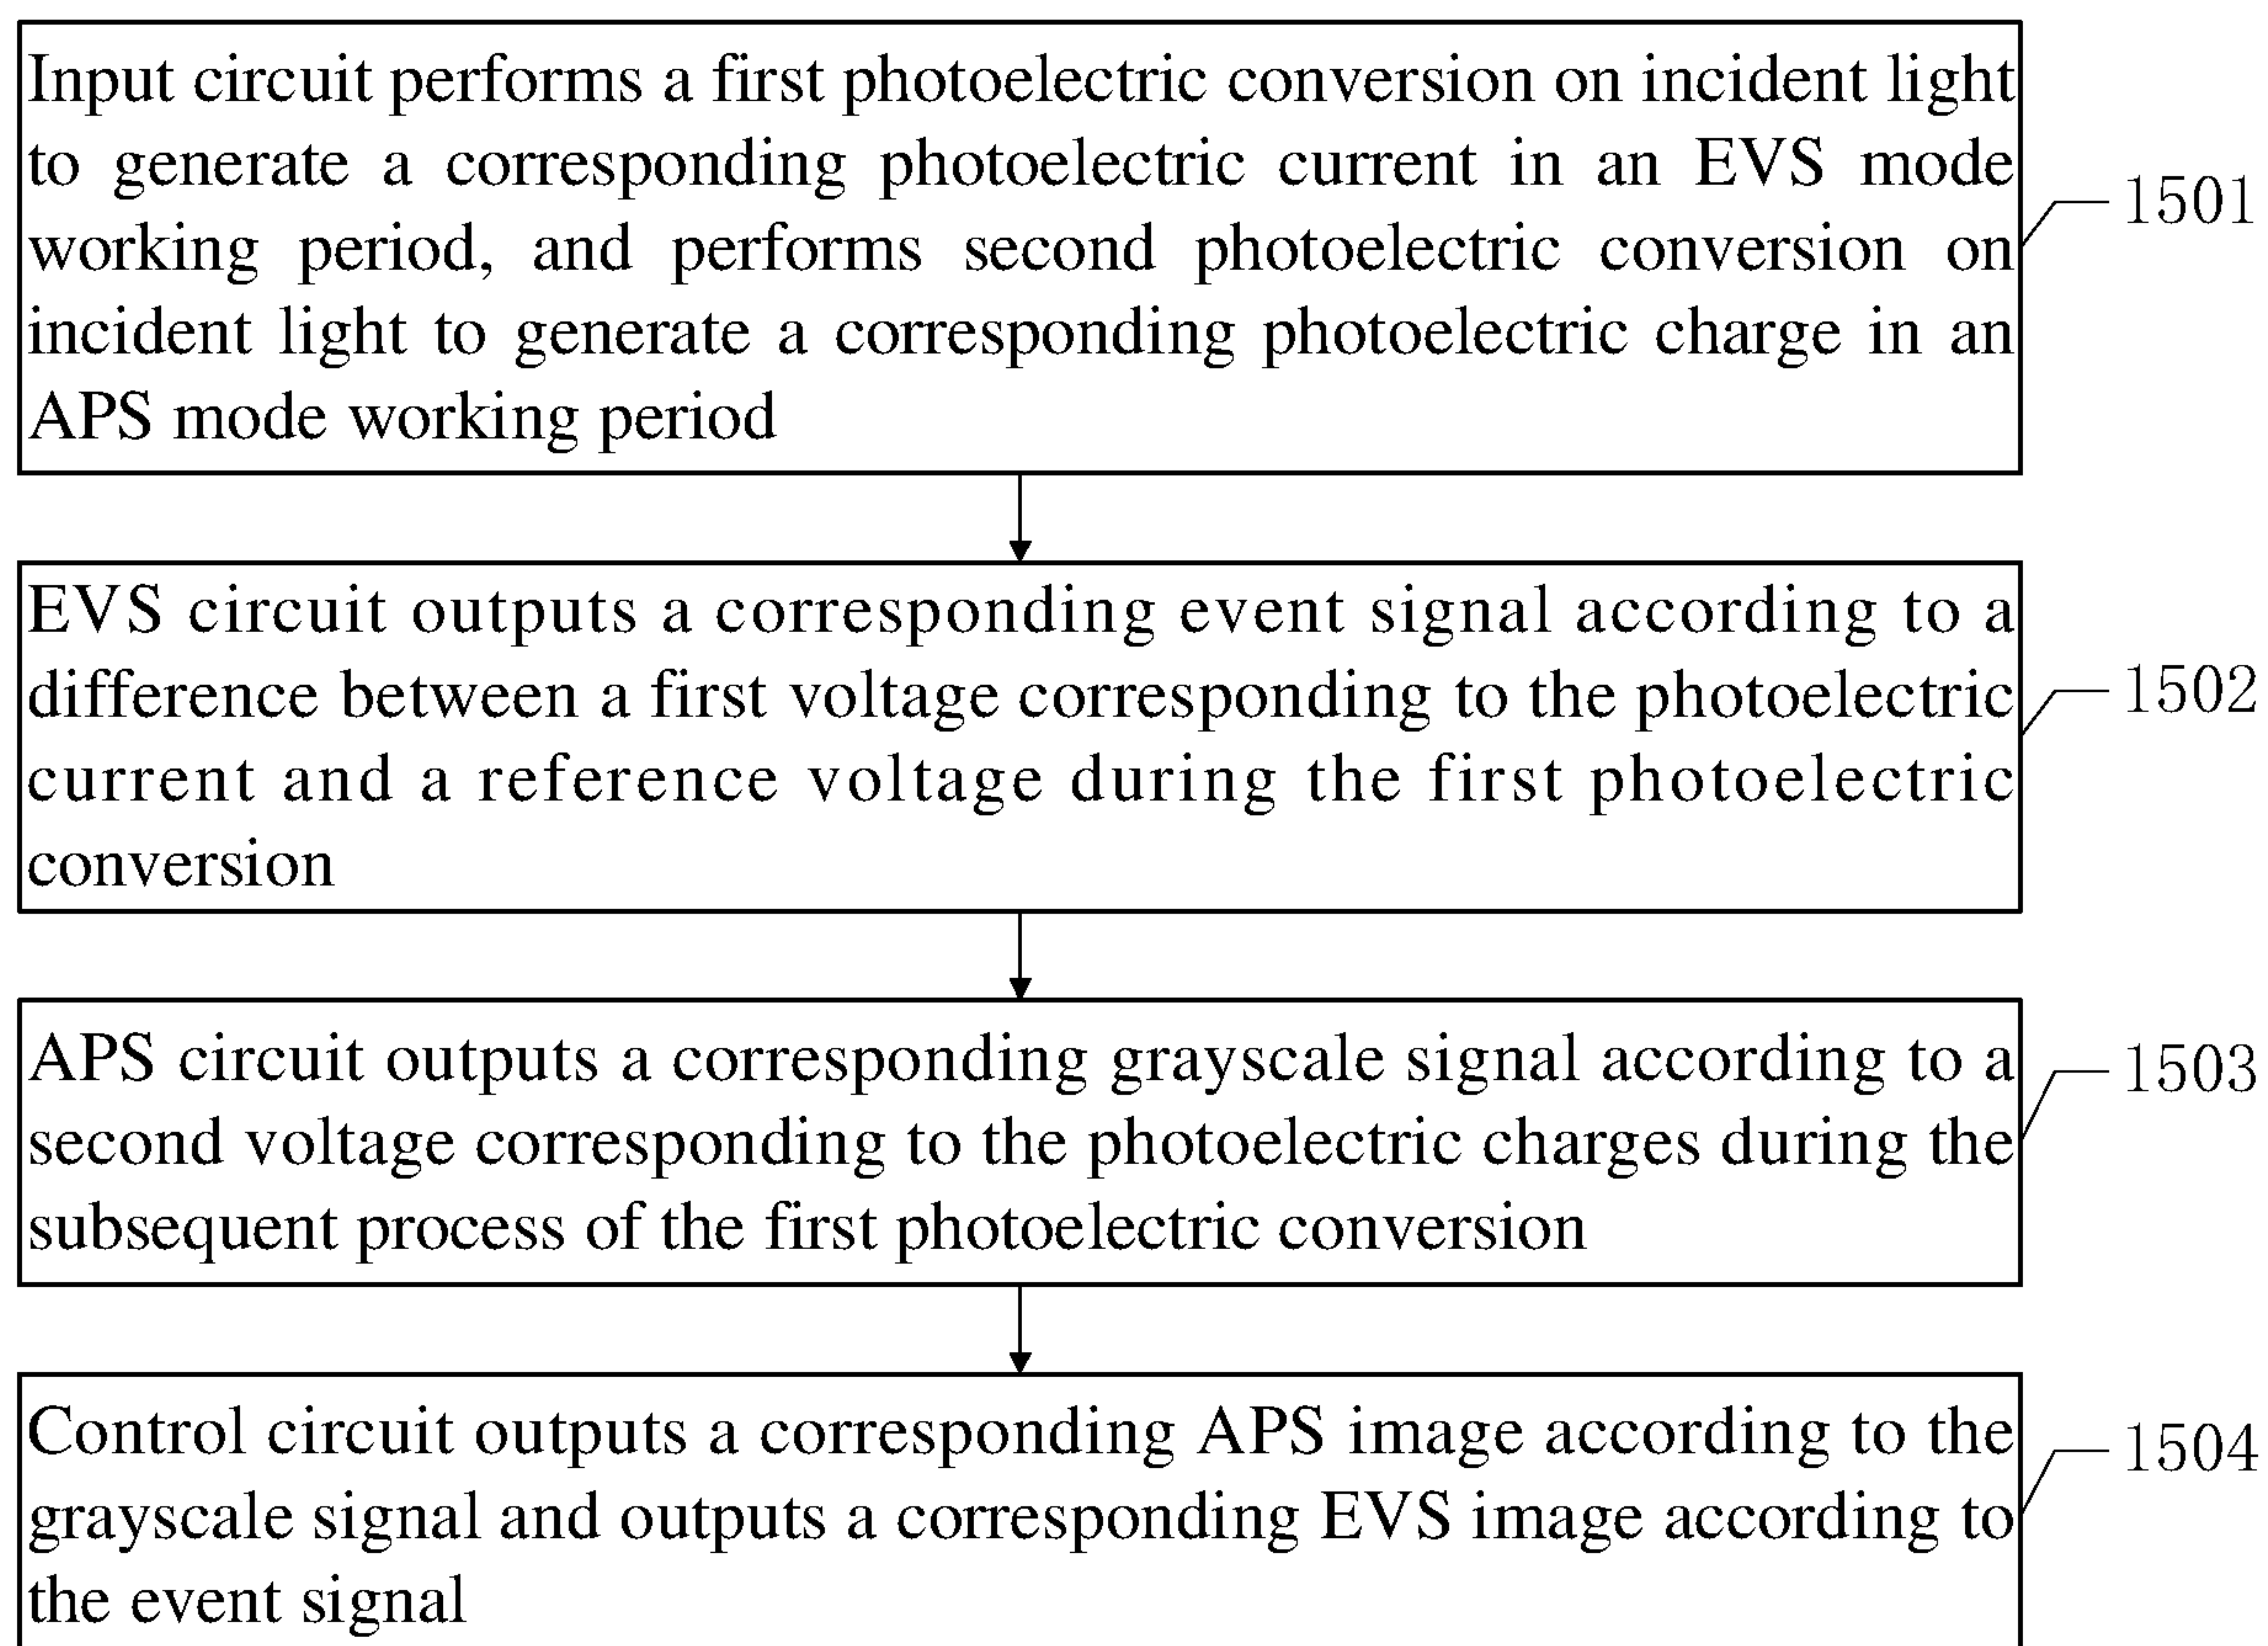 Input circuit performs a first photoelectric conversion on incident light
to generate a corresponding photoelectric current in an EVS mode
working period, and performs second photoelectric conversion on
incident light to generate a corresponding photoelectric charge in an
APS mode working period
1501
EVS circuit outputs a corresponding event signal according to a
difference between a first voltage corresponding to the photoelectric
current and a reference voltage during the first photoelectric
conversion
1502
APS circuit outputs a corresponding grayscale signal according to a
second voltage corresponding to the photoelectric charges during the
subsequent process of the first photoelectric conversion
1503
Control circuit outputs a corresponding APS image according to the
grayscale signal and outputs a corresponding EVS image according to
the event signal
1504